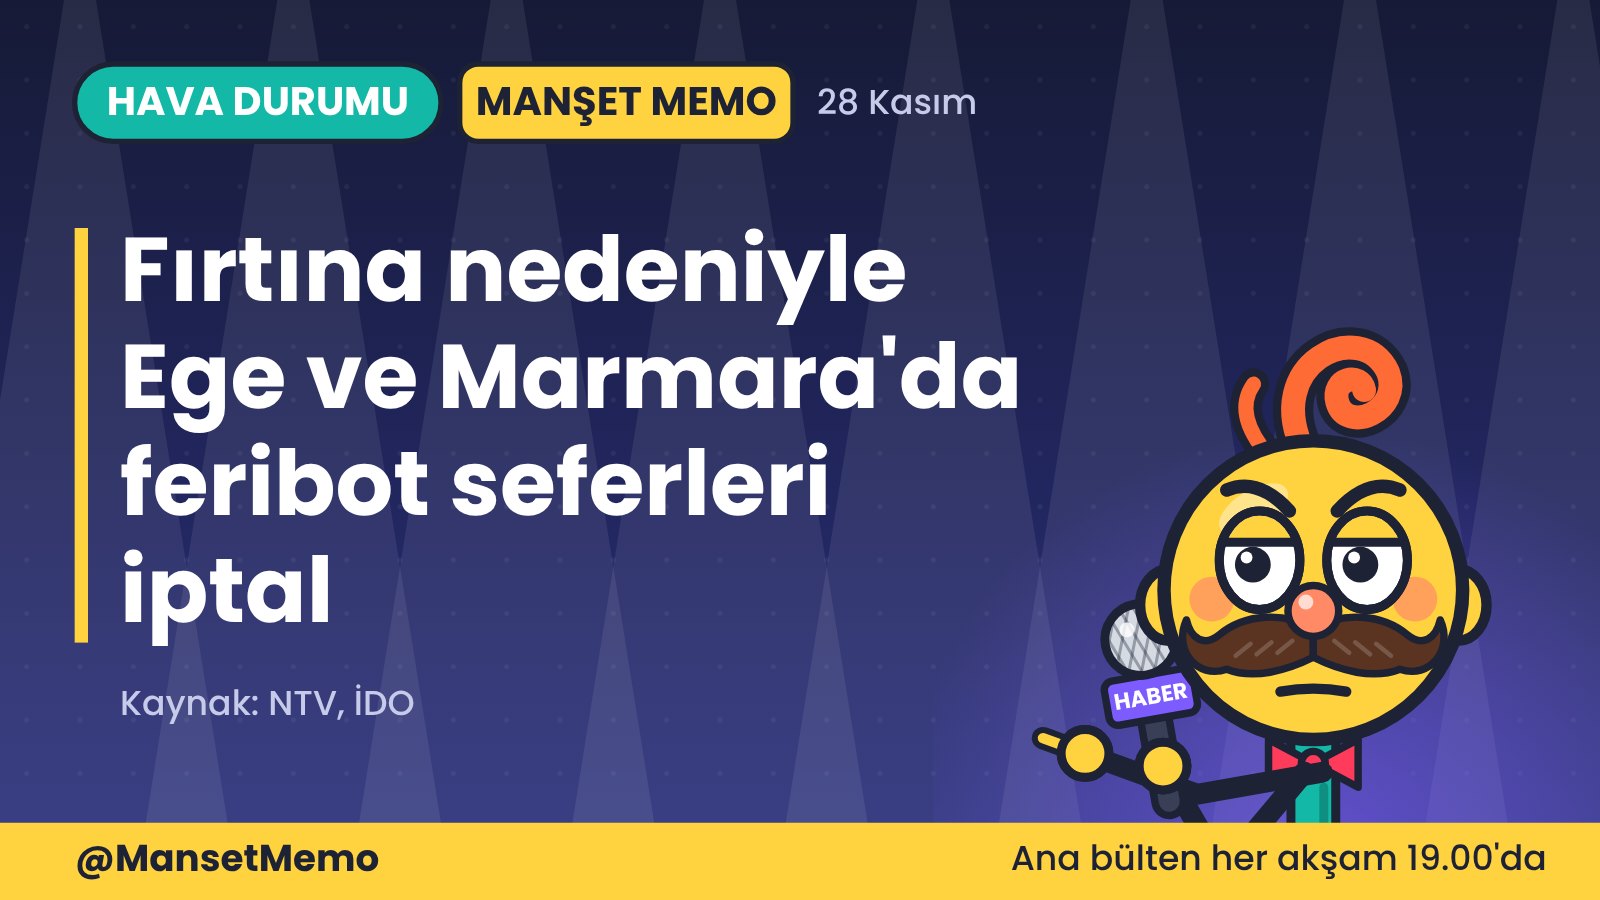 HAVA DURUMU
MANŞET MEMO
28 Kasım
Fırtına nedeniyle
Ege ve Marmara'da
feribot seferleri
iptal
Kaynak: NTV, İDO
HABER
@MansetMemo
Ana bülten her akşam 19.00'da